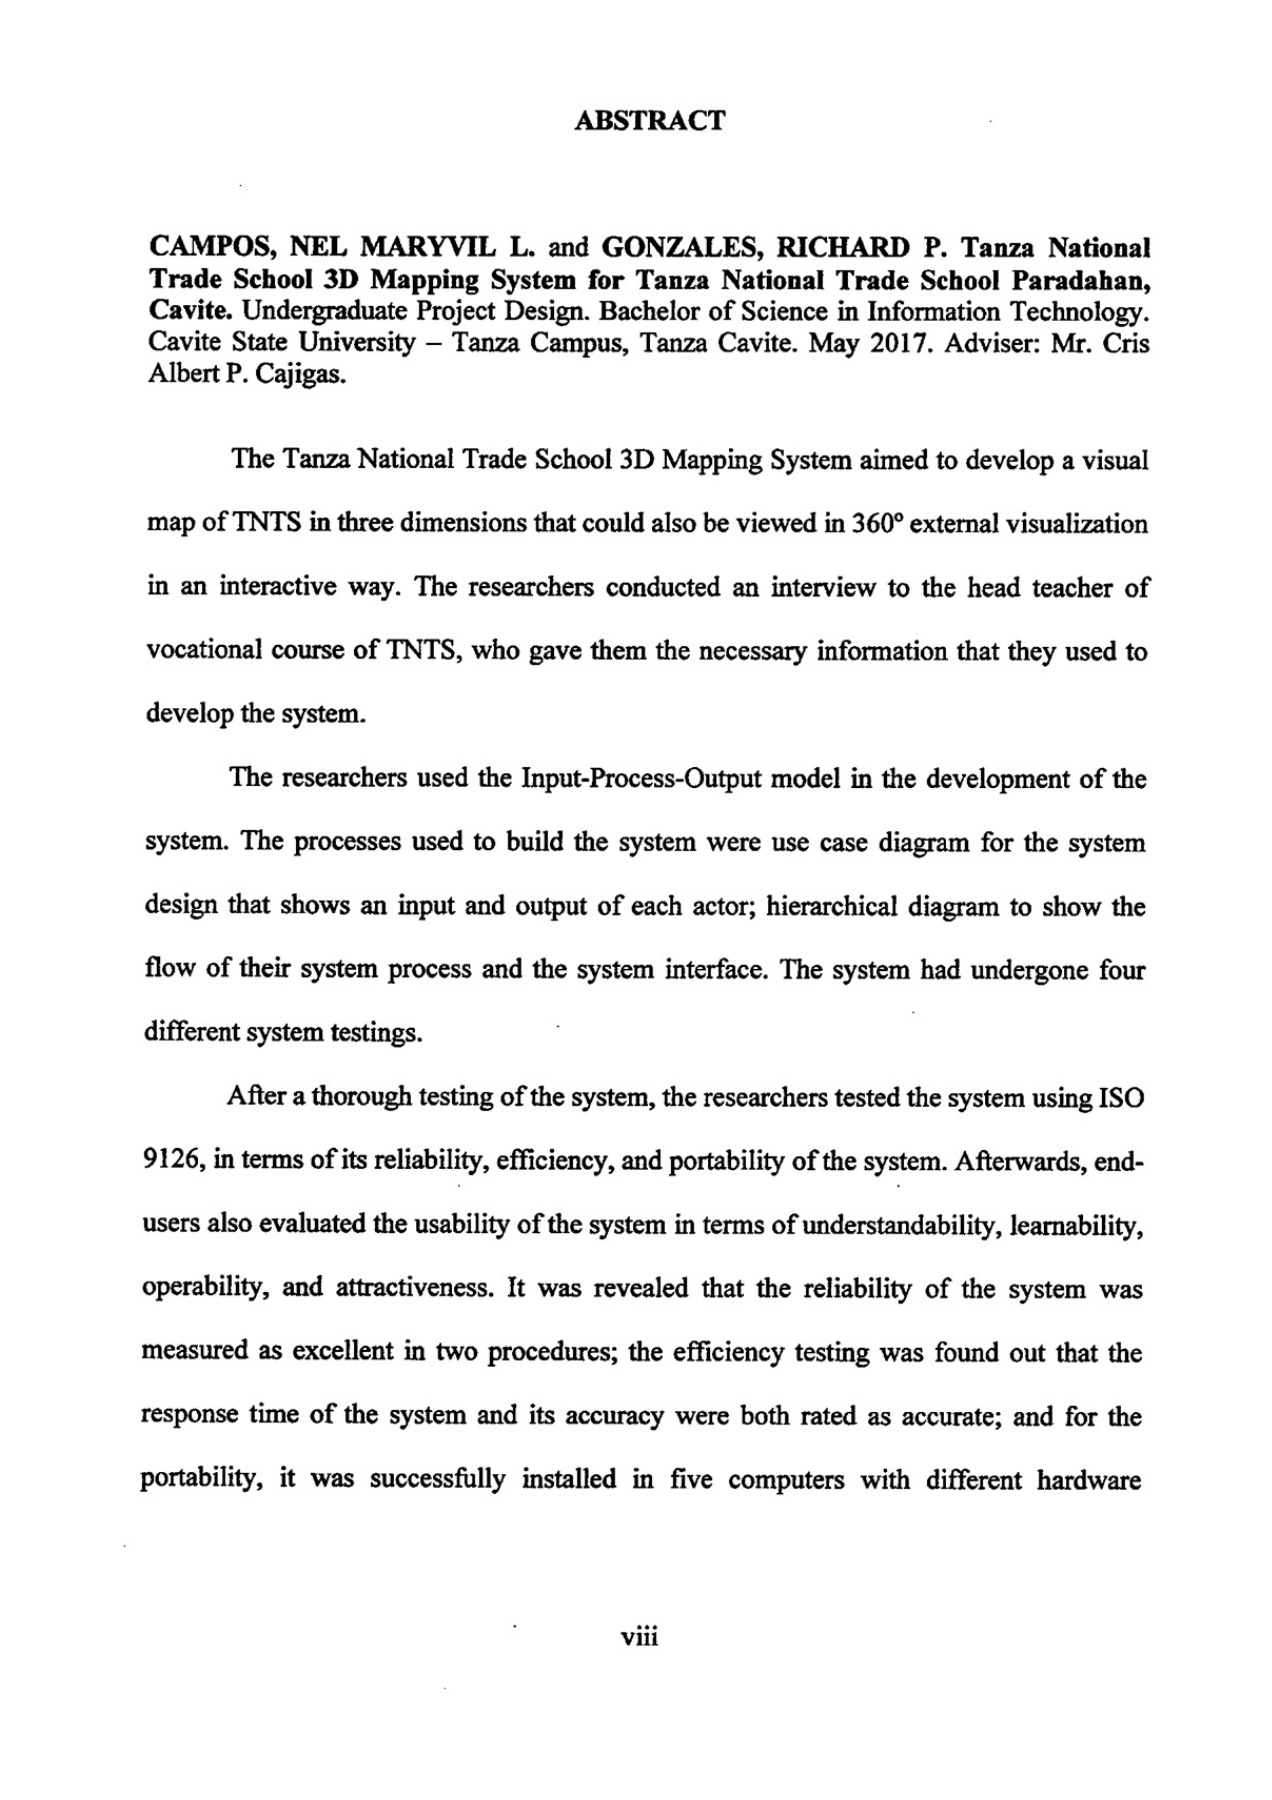 ABSTRACT
CAMPOS, NEL MARYVIL L. and GONZALES, RICHARD P. Tanza National
Trade School 3D Mapping System for Tanza National Trade School Paradahan,
Cavite. Undergraduate Project Design. Bachelor of Science in Information Technology.
Cavite State University – Tanza Campus, Tanza Cavite. May 2017. Adviser: Mr. Cris
Albert P. Cajigas.
The Tanza National Trade School 3D Mapping System aimed to develop a visual
map of TNTS in three dimensions that could also be viewed in 360º external visualization
in an interactive way. The researchers conducted an interview to the head teacher of
vocational course of TNTS, who gave them the necessary information that they used to
develop the system.
The researchers used the Input-Process-Output model in the development of the
system. The processes used to build the system were use case diagram for the system
design that shows an input and output of each actor; hierarchical diagram to show the
flow of their system process and the system interface. The system had undergone four
different system testings.
After a thorough testing of the system, the researchers tested the system using ISO
9126, in terms of its reliability, efficiency, and portability of the system. Afterwards, end-
users also evaluated the usability of the system in terms of understandability, learnability,
operability, and attractiveness. It was revealed that the reliability of the system was
measured as excellent in two procedures; the efficiency testing was found out that the
response time of the system and its accuracy were both rated as accurate; and for the
portability, it was successfully installed in five computers with different hardware
viii